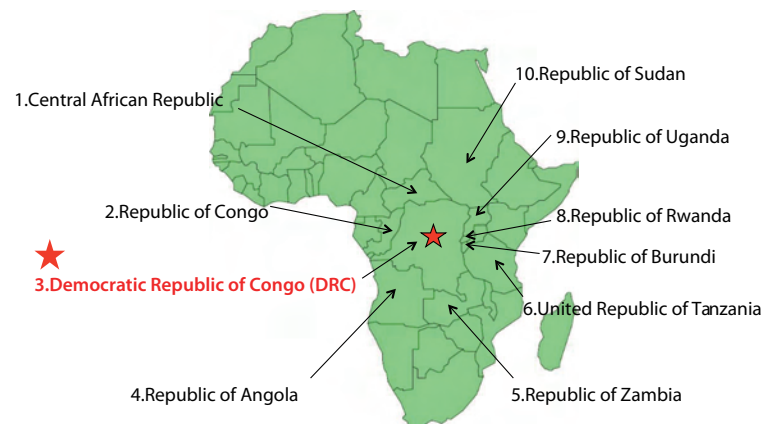 10.Republic of Sudan
1.Central African Republic
9.Republic of Uganda
2.Republic of Congo
8.Republic of Rwanda
7.Republic of Burundi
3.Democratic Republic of Congo (DRC)
6.United Republic of Tanzania
4.Republic of Angola
5.Republic of Zambia